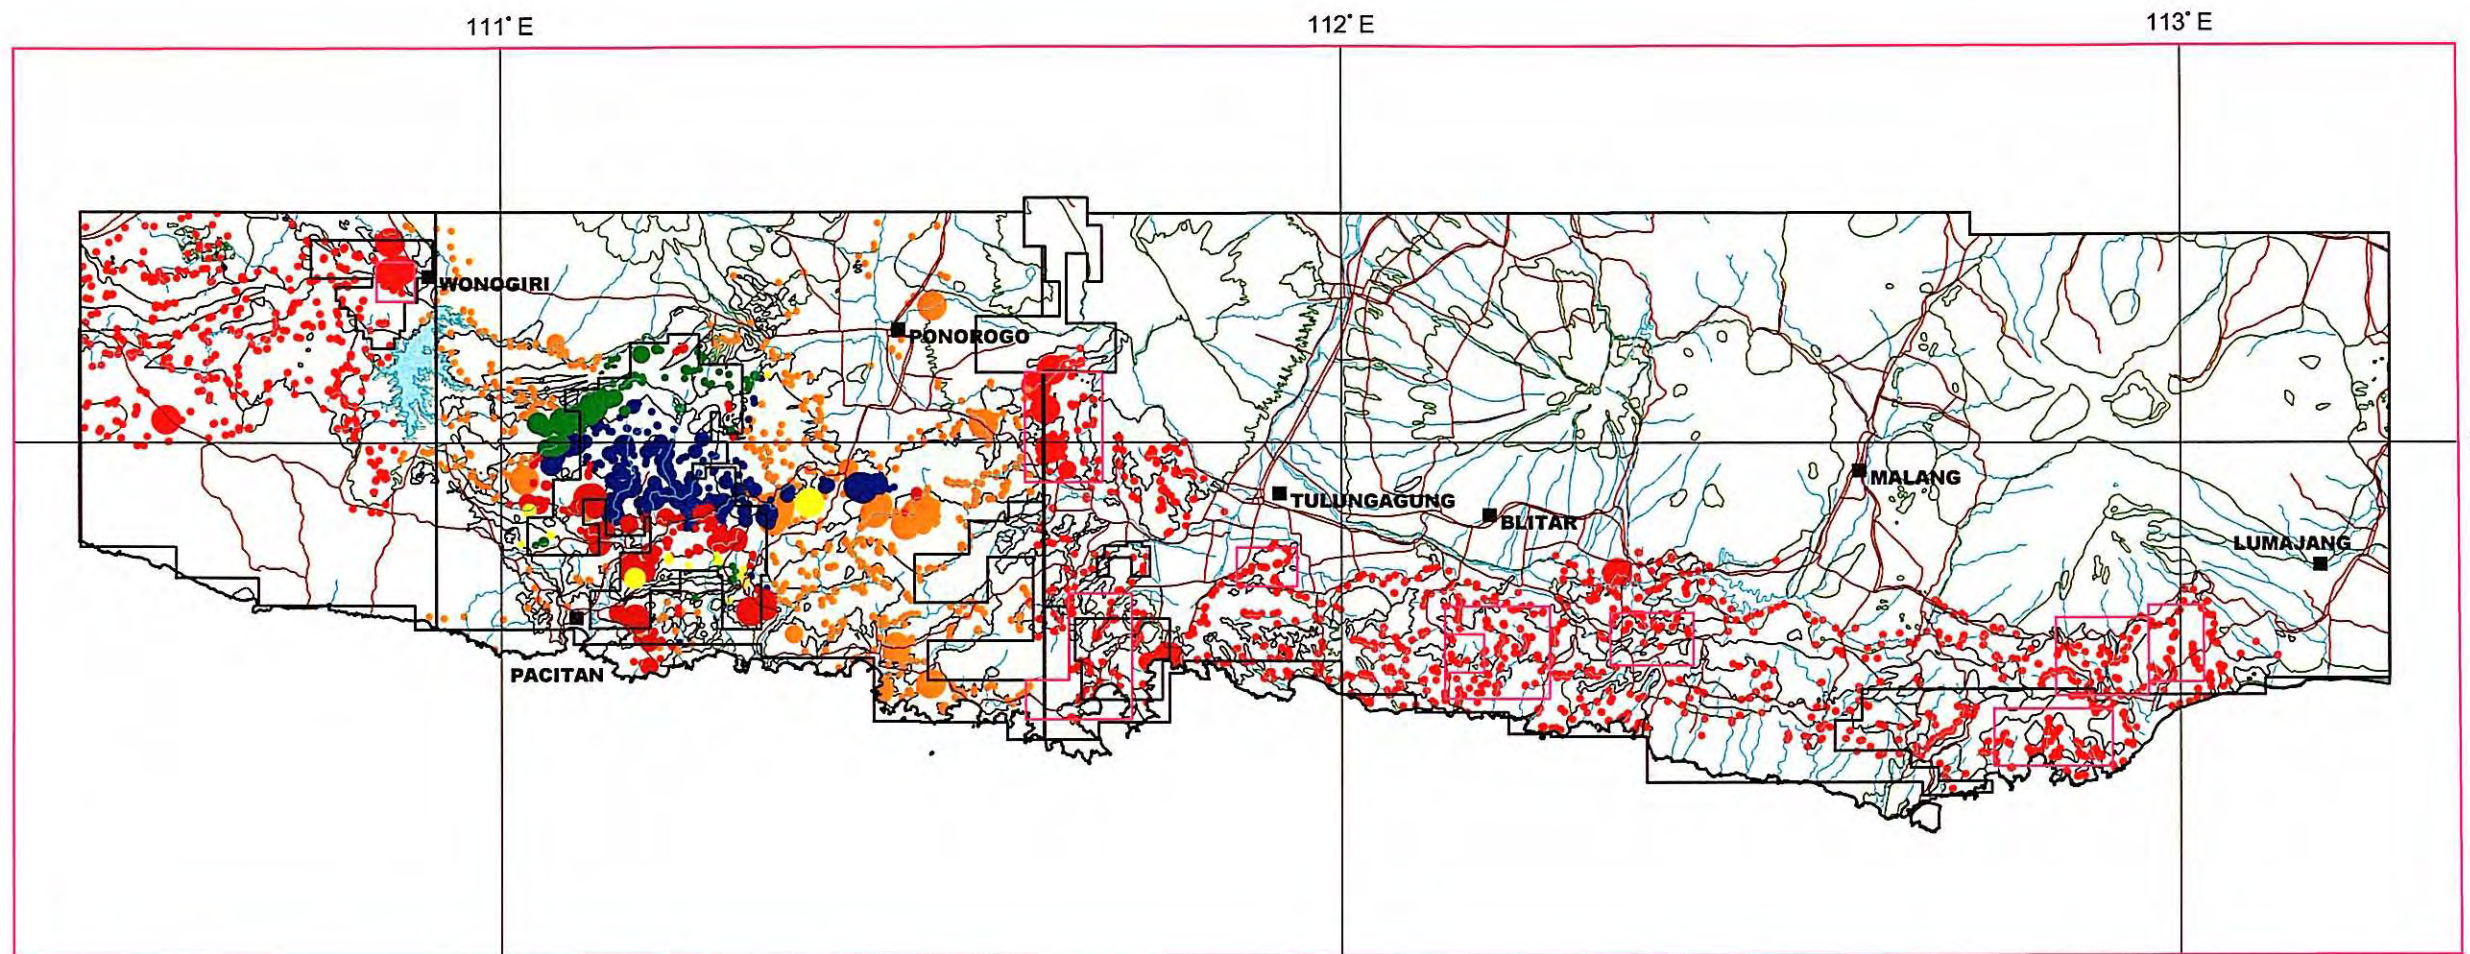 111° E
112° E
113° E
WONOGIRI
PONOROGO
MALANG
TULUNGAGUNG
BLITAR
LUMAJANG
PACITAN